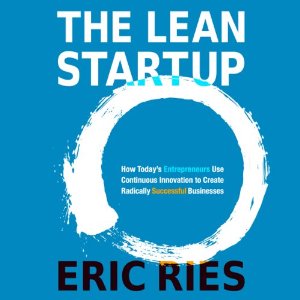 THE LEAN
STARTUP
How Today's Entrepreneurs Use
Continuous Innovation to Create
Radically Successful Businesses
ERIC RIES